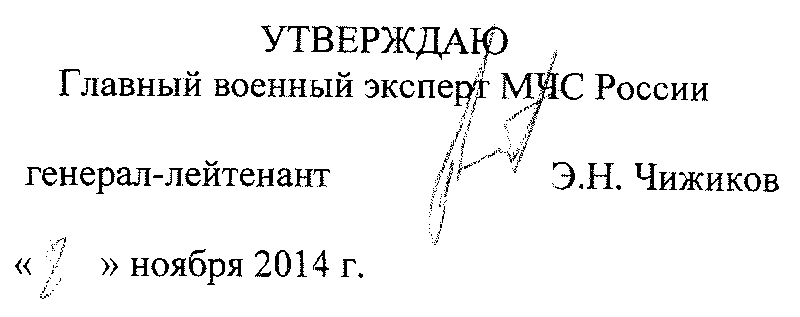 УТВЕРЖДАЮ
Главный военный эксперт МЧС России
генерал-лейтенант Э.Н. Чижиков
« » ноября 2014 г.